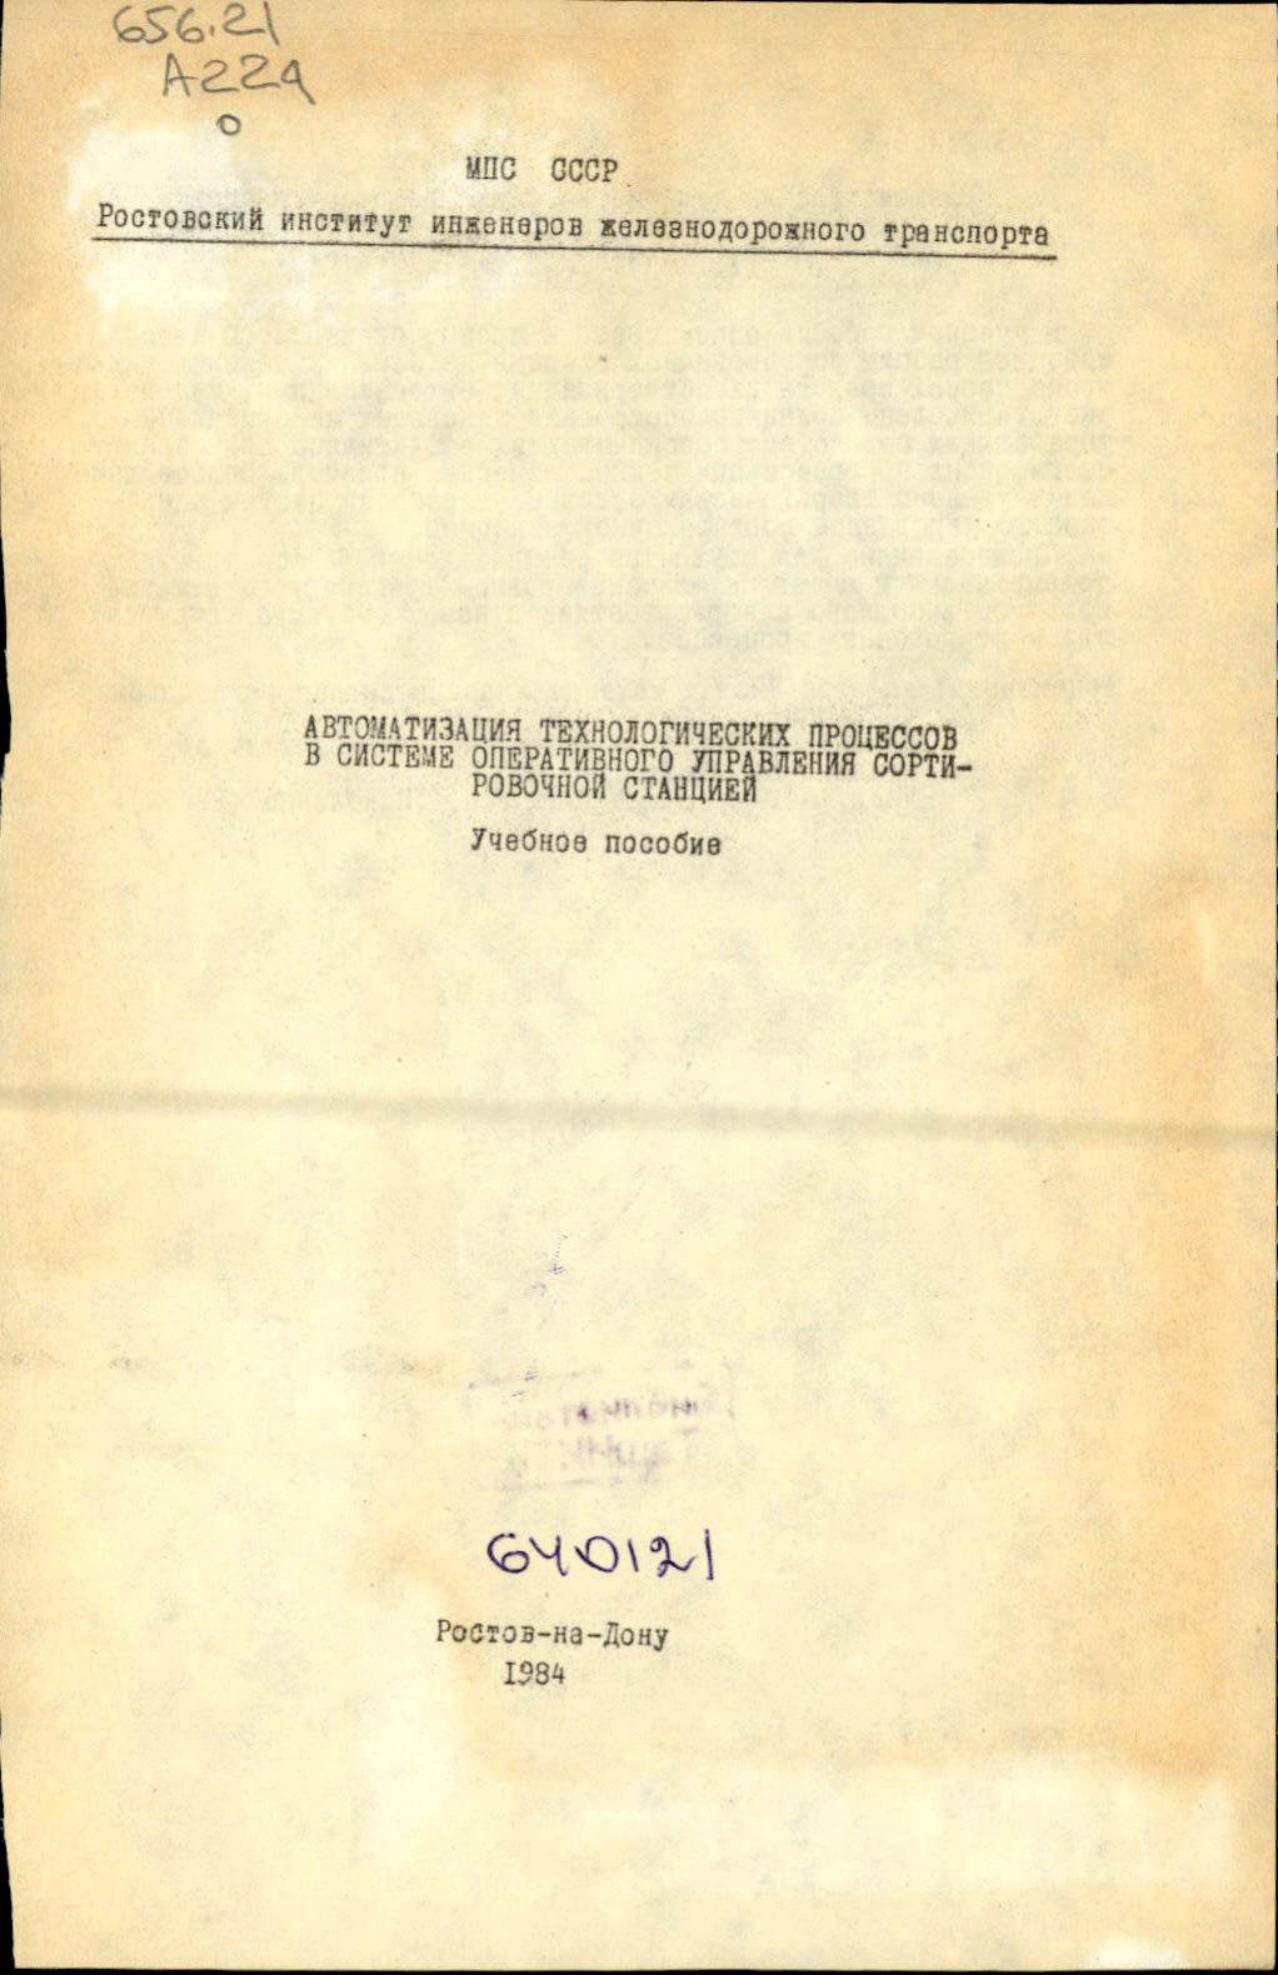 656.21
А22а
о
МПС СССР
Ростовский институт инженеров железнодорожного транспорта
АВТОМАТИЗАЦИЯ ТЕХНОЛОГИЧЕСКИХ ПРОЦЕССОВ
В СИСТЕМЕ ОПЕРАТИВНОГО УПРАВЛЕНИЯ СОРТИ-
РОВОЧНОЙ СТАНЦИЕЙ
Учебное пособие
640121
Ростов-на-Дону
1984